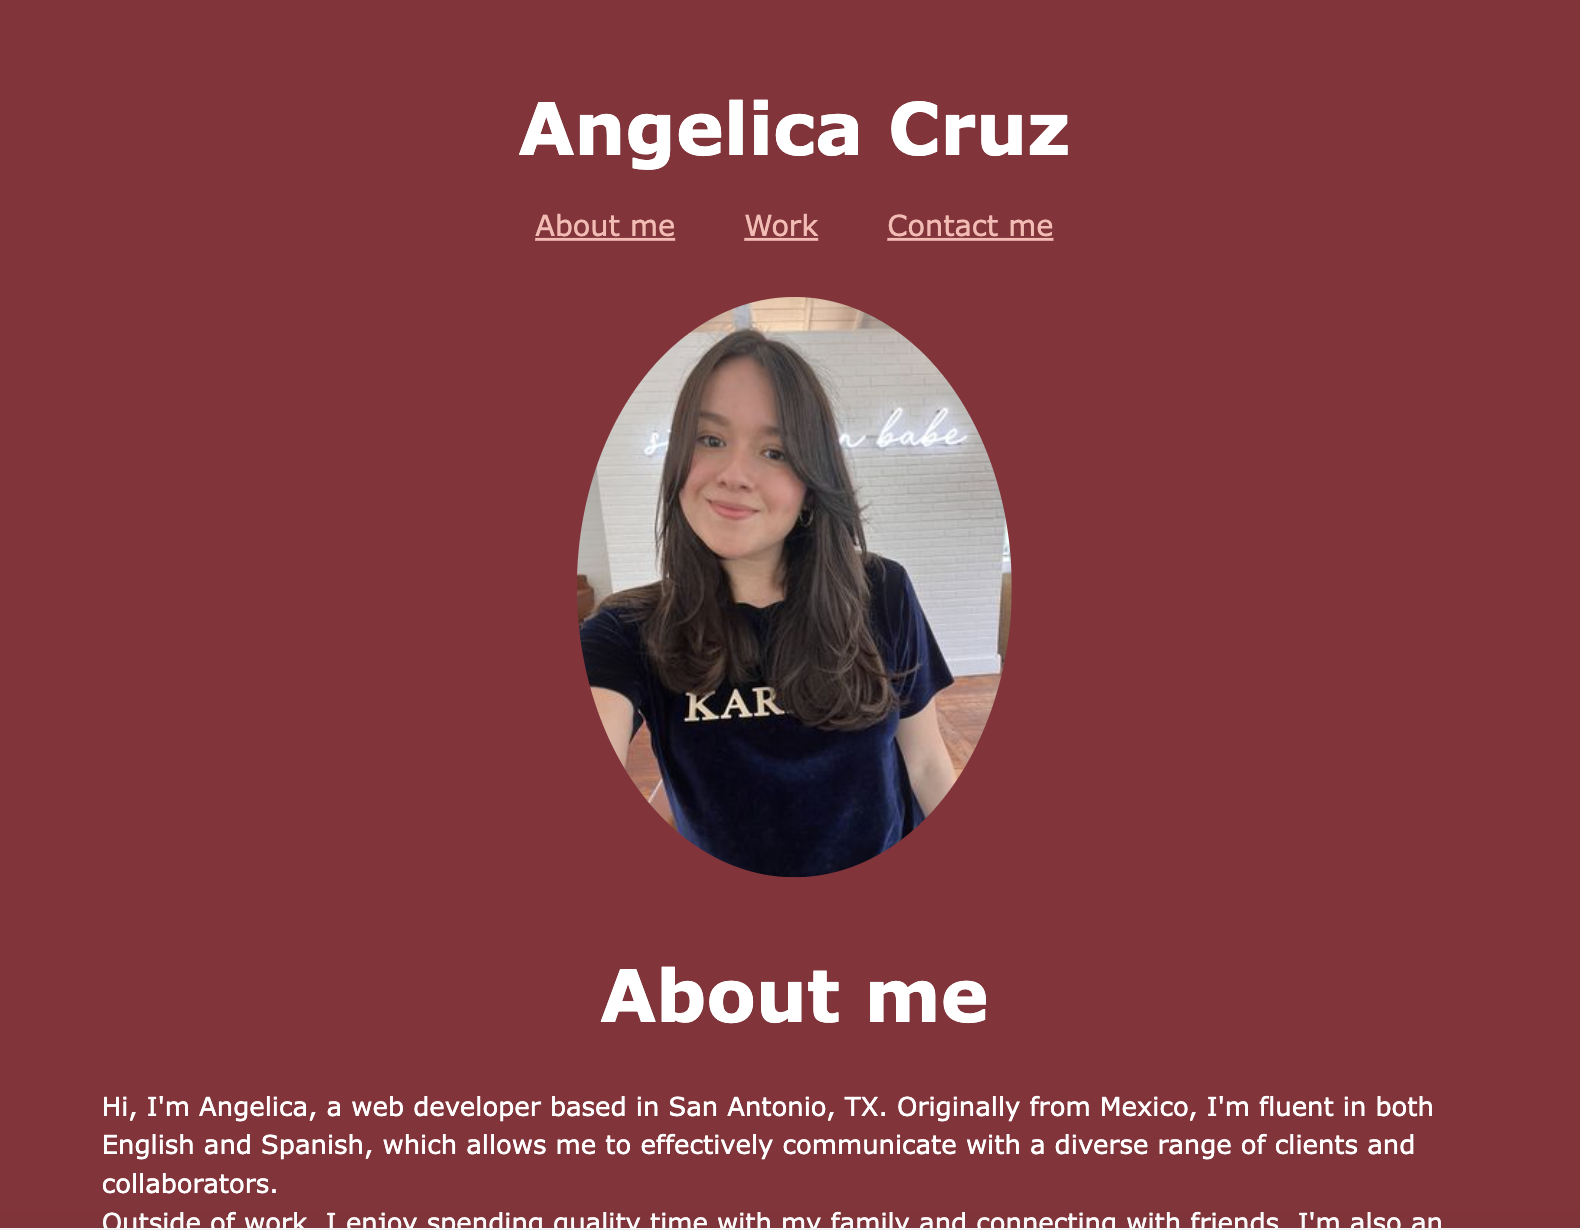 Angelica Cruz
About me Work Contact me
babe
KAR
About me
Hi, I'm Angelica, a web developer based in San Antonio, TX. Originally from Mexico, I'm fluent in both
English and Spanish, which allows me to effectively communicate with a diverse range of clients and
collaborators.
Outside of work, I enjoy spending quality time with my family and connecting with friends. I'm also an